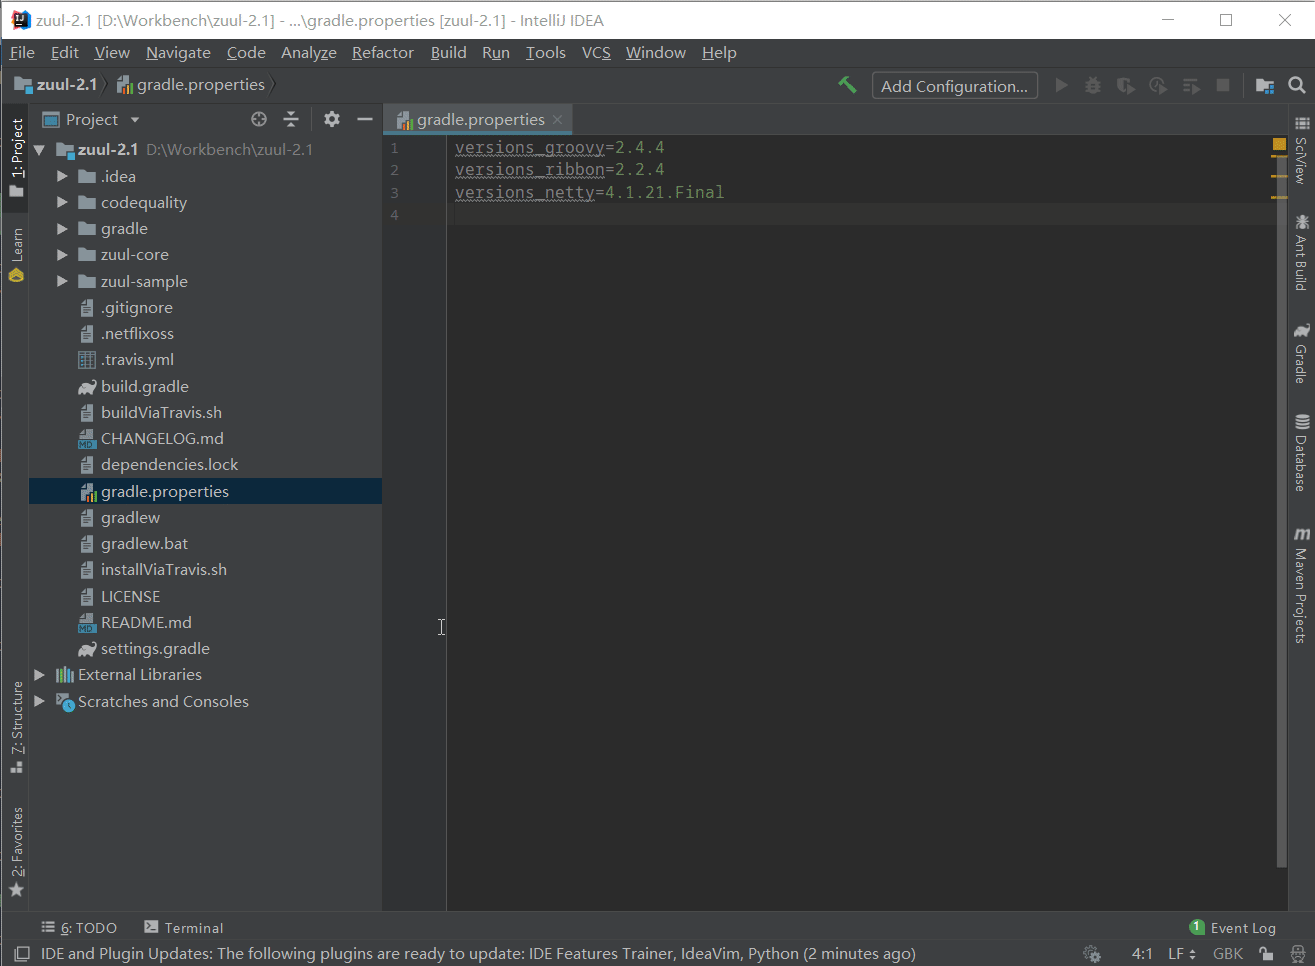 zuul-2.1 [D:\Workbench\zuul-2.1] - ...\gradle.properties [zuul-2.1] - IntelliJ IDEA
File Edit View Navigate Code Analyze Refactor Build Run Tools VCS Window Help
zuul-2.1 gradle.properties Add Configuration...
1: Project
Learn
7: Structure
2: Favorites
Project
zuul-2.1 D:\Workbench\zuul-2.1
.idea
codequality
gradle
zuul-core
zuul-sample
.gitignore
.netflixoss
.travis.yml
build.gradle
buildViaTravis.sh
MD CHANGELOG.md
dependencies.lock
gradle.properties
gradlew
gradlew.bat
installViaTravis.sh
LICENSE
MD README.md
settings.gradle
External Libraries
Scratches and Consoles
gradle.properties
1 versions_groovy=2.4.4
2 versions_ribbon=2.2.4
3 versions_netty=4.1.21.Final
4
SciView
Ant Build
Gradle
Database
m Maven Projects
6: TODO Terminal 1 Event Log
IDE and Plugin Updates: The following plugins are ready to update: IDE Features Trainer, IdeaVim, Python (2 minutes ago) 4:1 LF GBK